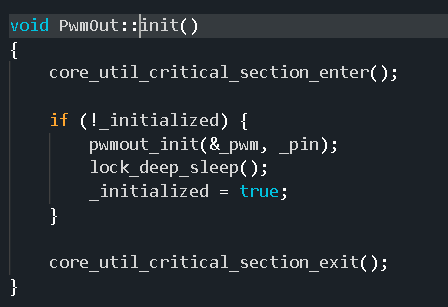 void PwmOut::init()
{
    core_util_critical_section_enter();

    if (!_initialized) {
        pwmout_init(&_pwm, _pin);
        lock_deep_sleep();
        _initialized = true;
    }

    core_util_critical_section_exit();
}